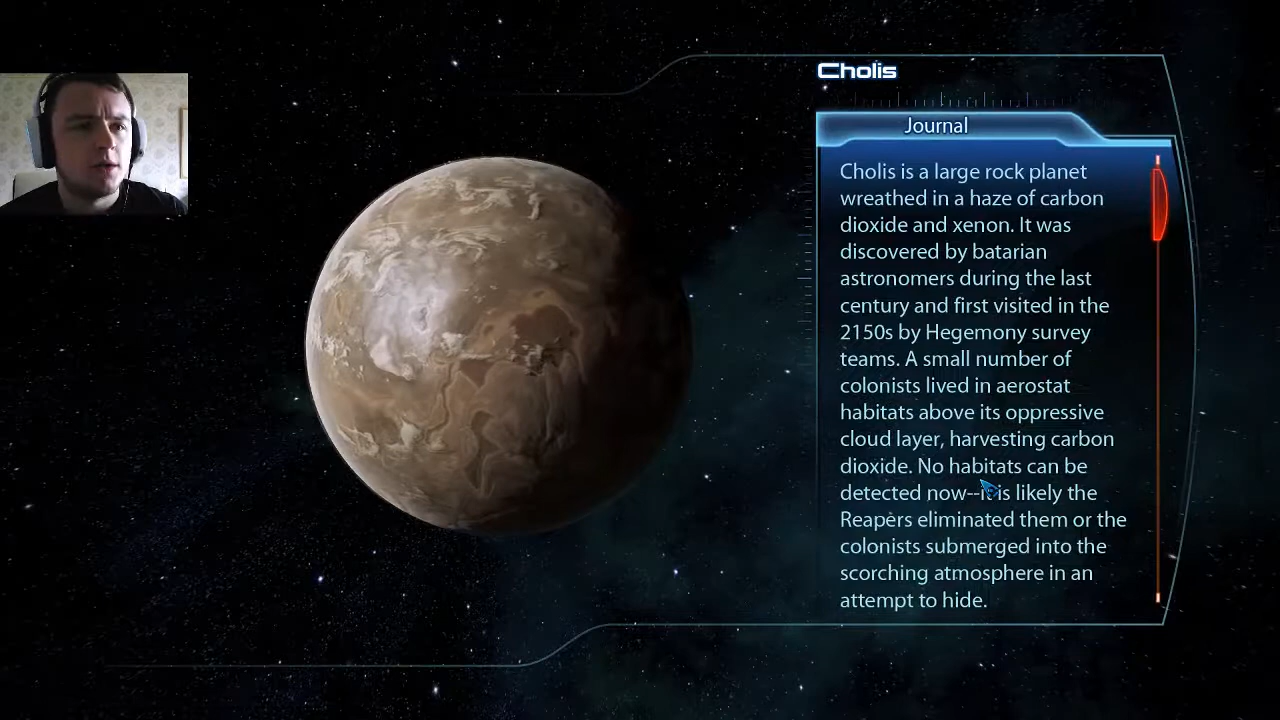 Cholis
Journal
Cholis is a large rock planet
wreathed in a haze of carbon
dioxide and xenon. It was
discovered by batarian
astronomers during the last
century and first visited in the
2150s by Hegemony survey
teams. A small number of
colonists lived in aerostat
habitats above its oppressive
cloud layer, harvesting carbon
dioxide. No habitats can be
detected now--it is likely the
Reapers eliminated them or the
colonists submerged into the
scorching atmosphere in an
attempt to hide.